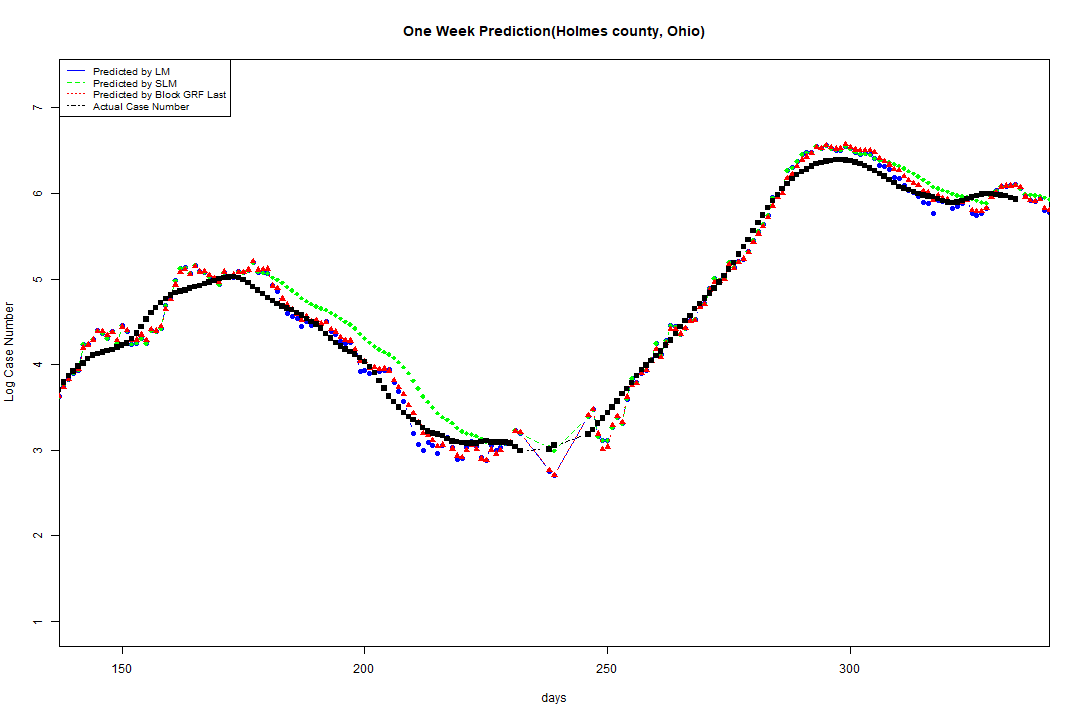 One Week Prediction(Holmes county, Ohio)
Predicted by LM
Predicted by SLM
Predicted by Block GRF Last
Actual Case Number
Log Case Number
7
6
5
4
3
2
1
150 200 250 300
days